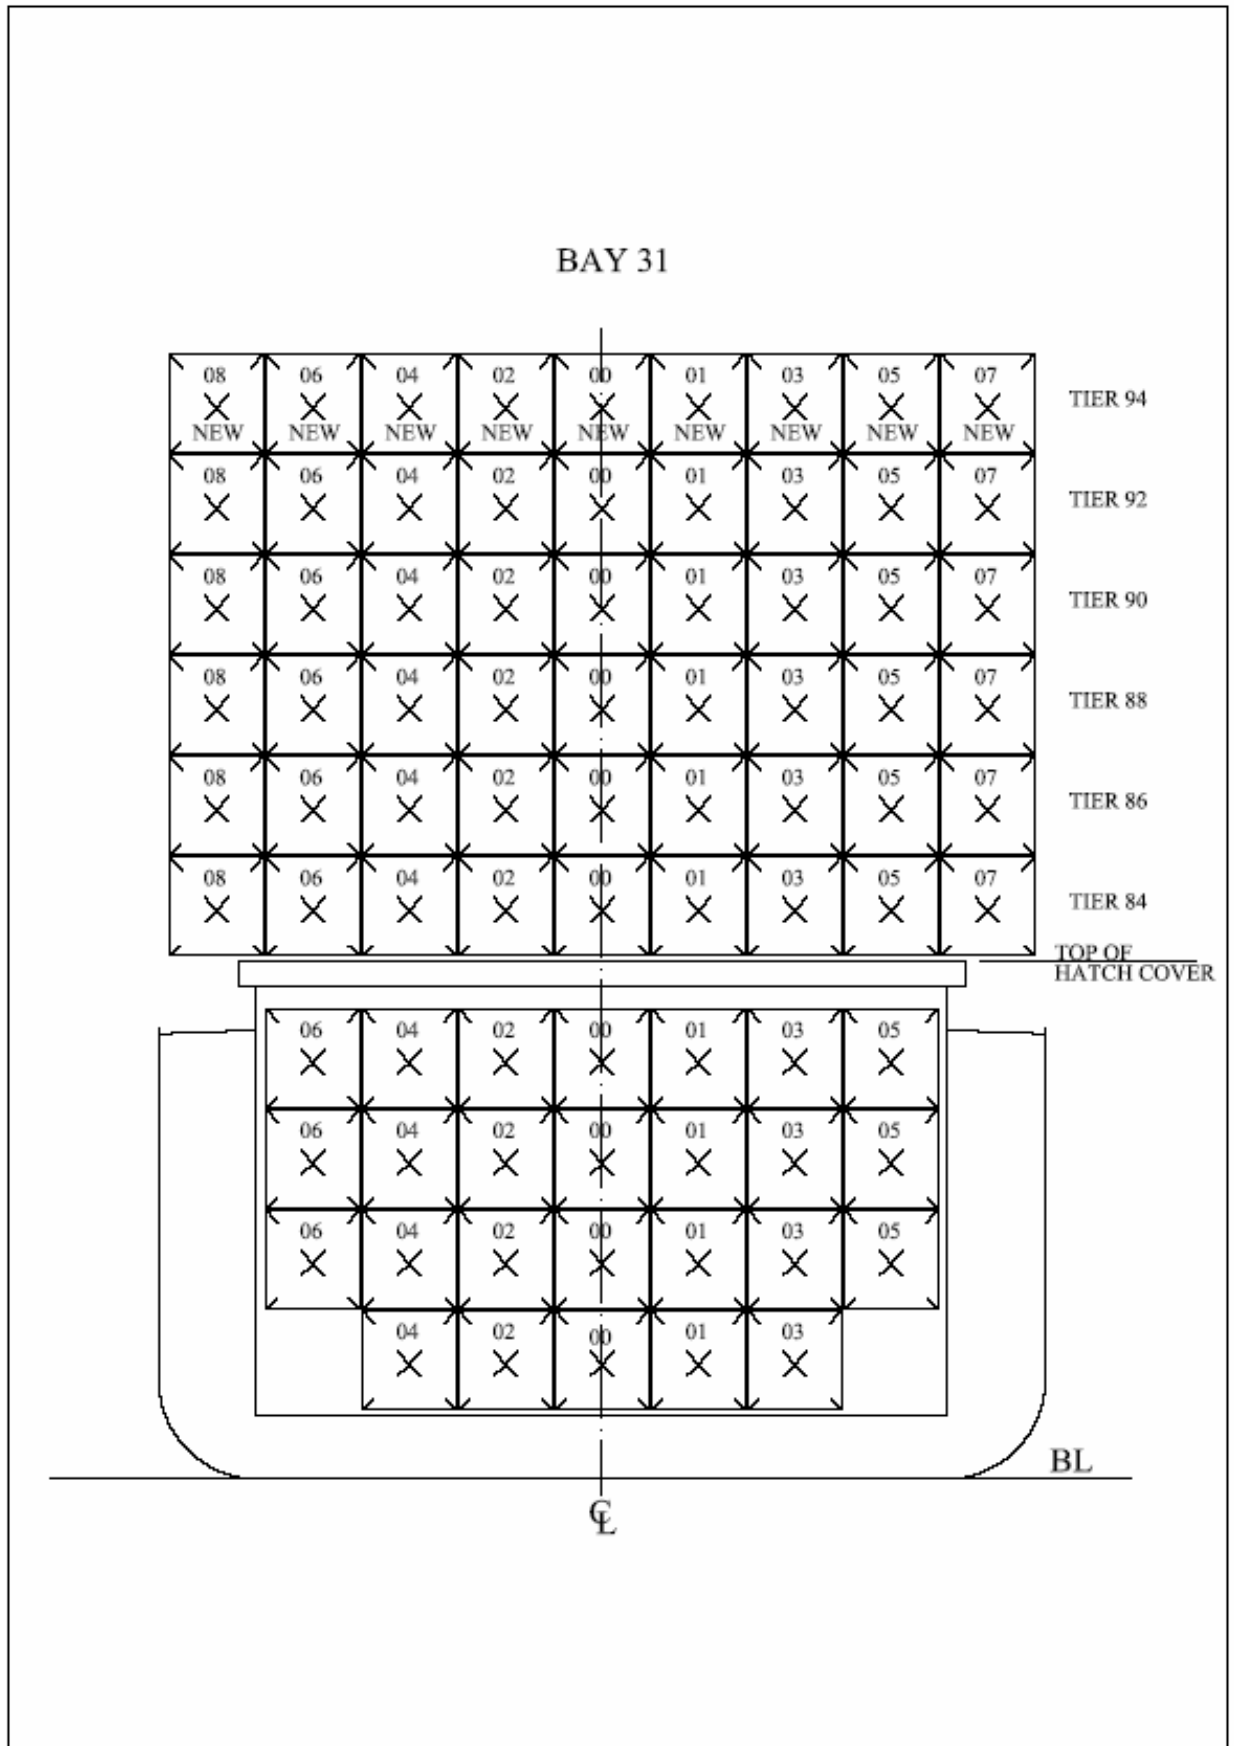 BAY 31
08 06 04 02 00 01 03 05 07 TIER 94
NEW NEW NEW NEW NEW NEW NEW NEW NEW
08 06 04 02 00 01 03 05 07 TIER 92
08 06 04 02 00 01 03 05 07 TIER 90
08 06 04 02 00 01 03 05 07 TIER 88
08 06 04 02 00 01 03 05 07 TIER 86
08 06 04 02 00 01 03 05 07 TIER 84
TOP OF
HATCH COVER
06 04 02 00 01 03 05
06 04 02 00 01 03 05
06 04 02 00 01 03 05
04 02 00 01 03
BL
℄